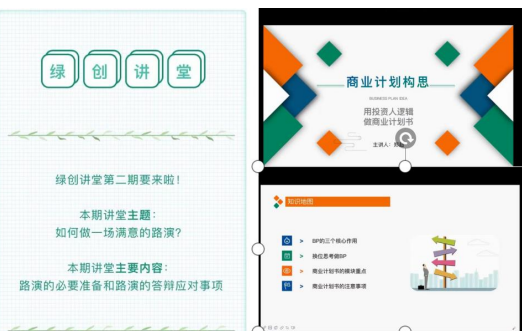 绿创讲堂
绿创讲堂第二期要来啦!
本期讲堂主题:
如何做一场满意的路演?
本期讲堂主要内容:
路演的必要准备和路演的答辩应对事项
商业计划构思
BUSINESS PLAN IDEA
用投资人逻辑
做商业计划书
主讲人:
知识地图
> BP的三个核心作用
> 换位思考做BP
> 商业计划书的模块重点
> 商业计划书的注意事项